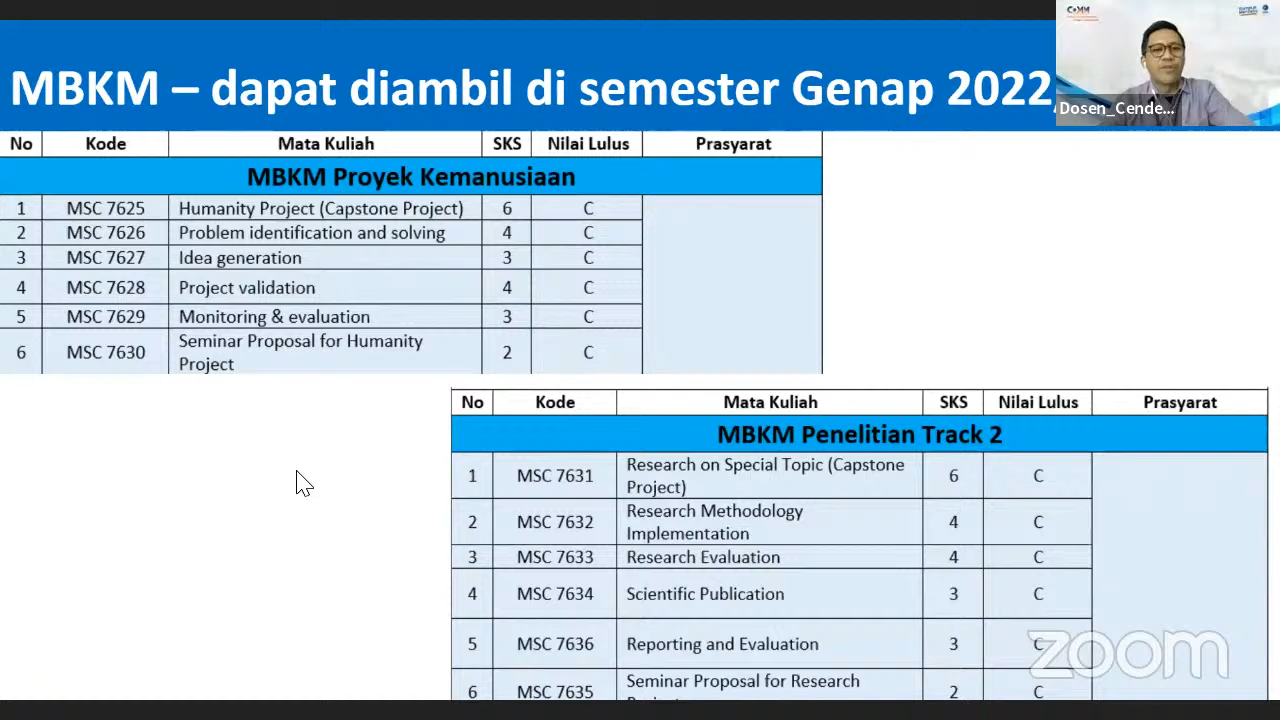 MBKM – dapat diambil di semester Genap 2022
Dosen_Cende...
No Kode Mata Kuliah SKS Nilai Lulus Prasyarat
MBKM Proyek Kemanusiaan
1 MSC 7625 Humanity Project (Capstone Project) 6 C
2 MSC 7626 Problem identification and solving 4 C
3 MSC 7627 Idea generation 3 C
4 MSC 7628 Project validation 4 C
5 MSC 7629 Monitoring & evaluation 3 C
6 MSC 7630 Seminar Proposal for Humanity Project 2 C
No Kode Mata Kuliah SKS Nilai Lulus Prasyarat
MBKM Penelitian Track 2
1 MSC 7631 Research on Special Topic (Capstone Project) 6 C
2 MSC 7632 Research Methodology Implementation 4 C
3 MSC 7633 Research Evaluation 4 C
4 MSC 7634 Scientific Publication 3 C
5 MSC 7636 Reporting and Evaluation 3 C
6 MSC 7635 Seminar Proposal for Research 2 C
zoom